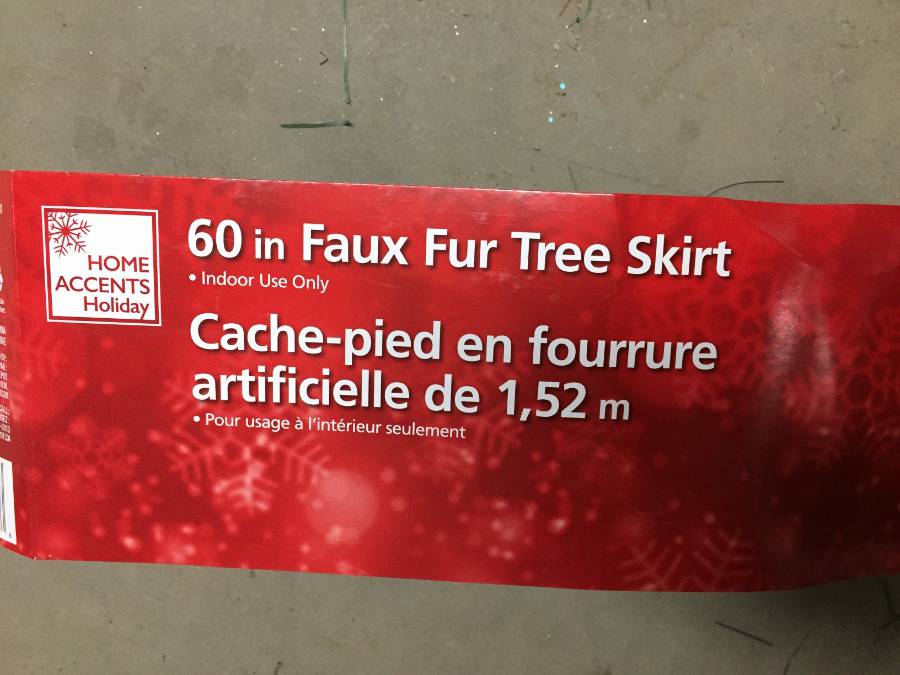 HOME
ACCENTS
Holiday
60 in Faux Fur Tree Skirt
• Indoor Use Only
Cache-pied en fourrure
artificielle de 1,52 m
• Pour usage à l'intérieur seulement